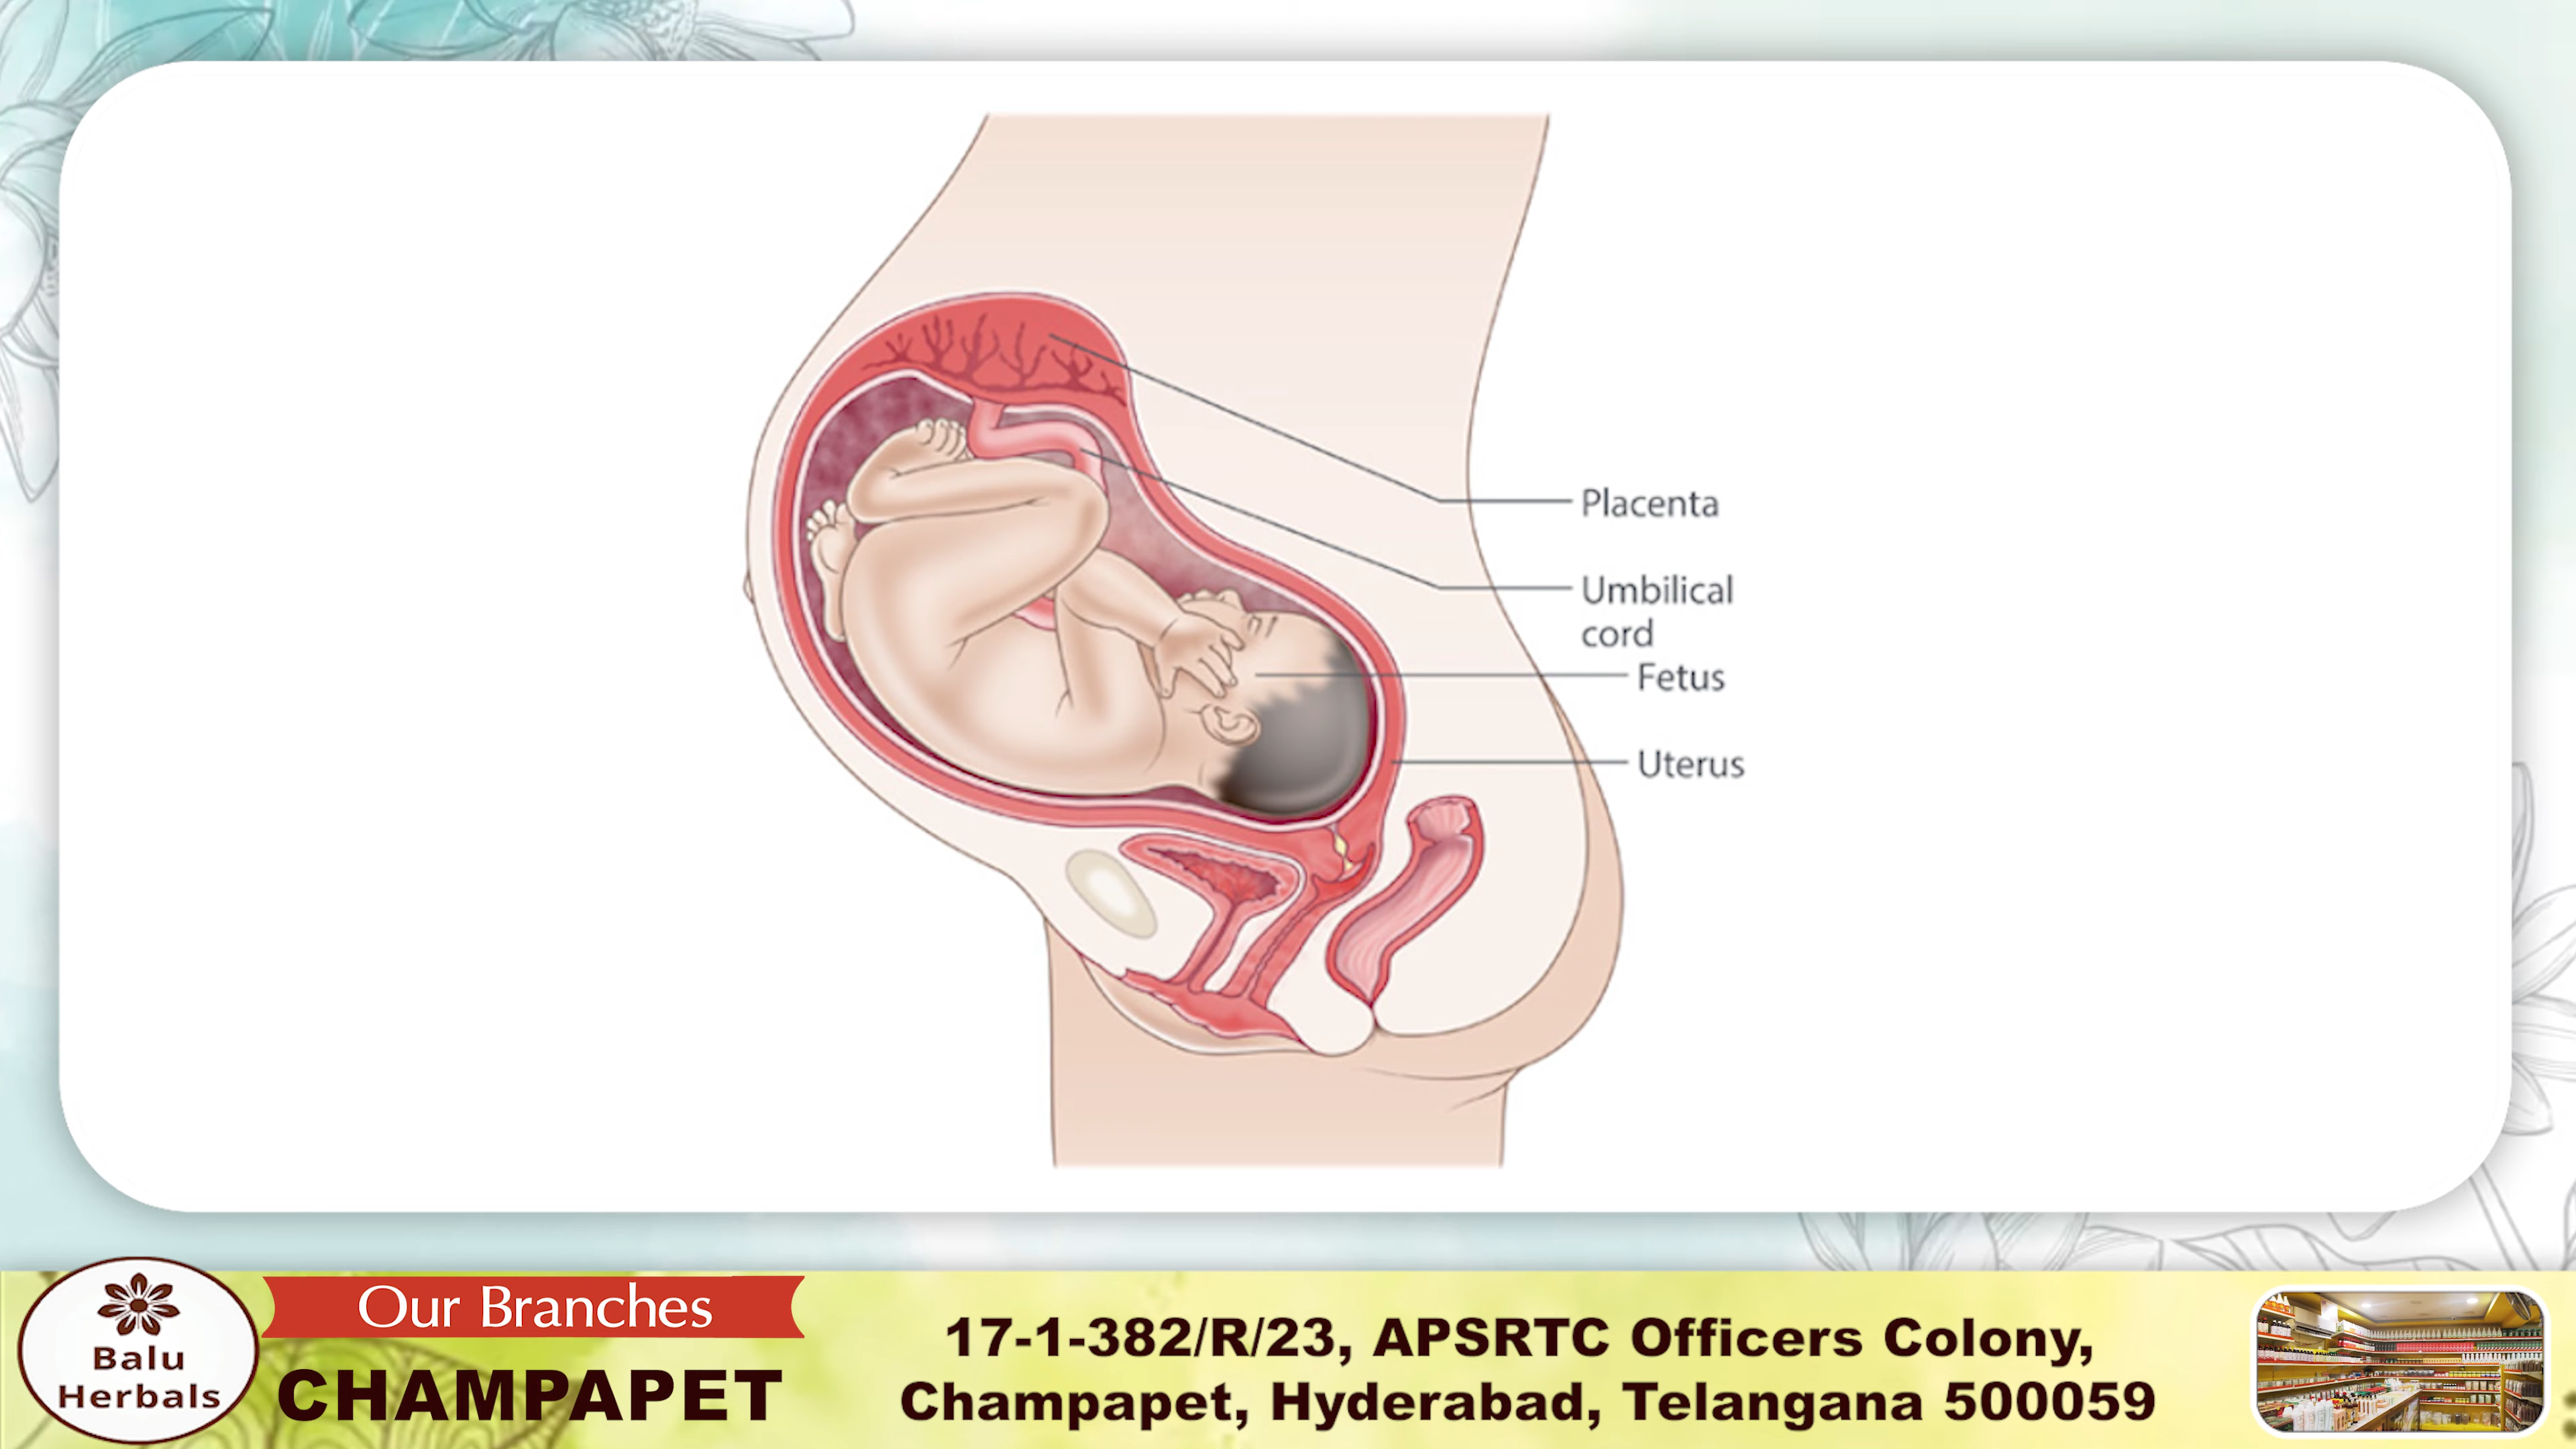 Placenta
Umbilical
cord
Fetus
Uterus
Balu
Herbals
Our Branches
CHAMPAPET
17-1-382/R/23, APSRTC Officers Colony,
Champapet, Hyderabad, Telangana 500059